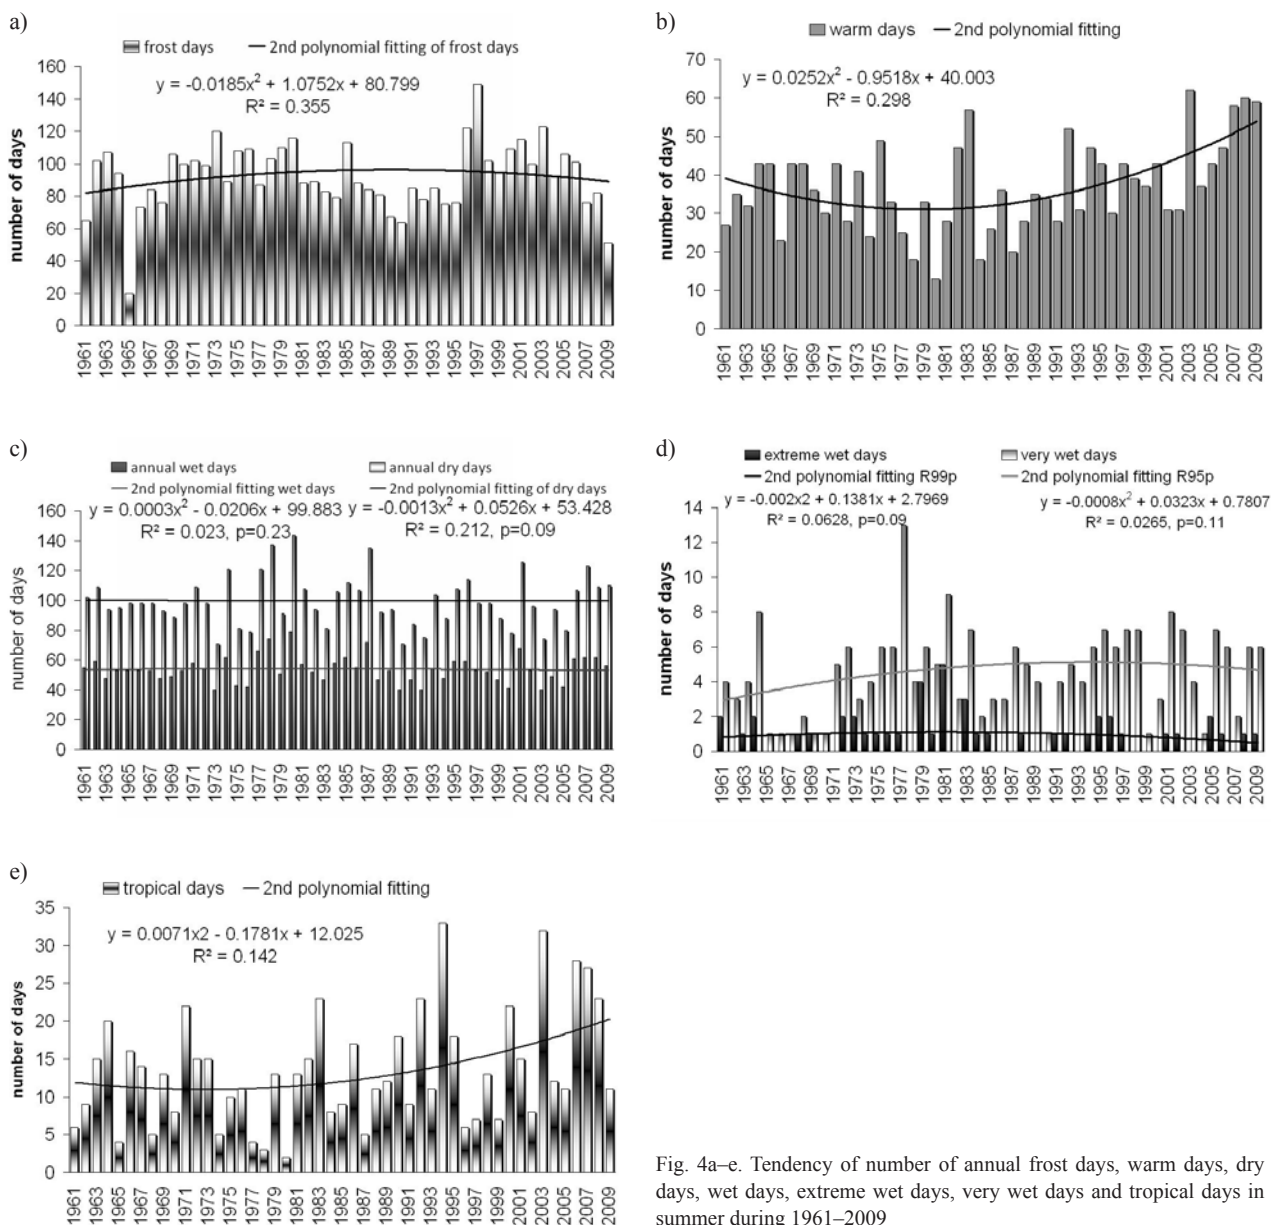 a)
frost days 2nd polynomial fitting of frost days
y = -0.0185x² + 1.0752x + 80.799
R² = 0.355
number of days
160
140
120
100
80
60
40
20
0
1961 1963 1965 1967 1969 1971 1973 1975 1977 1979 1981 1983 1985 1987 1989 1991 1993 1995 1997 1999 2001 2003 2005 2007 2009
b)
warm days 2nd polynomial fitting
y = 0.0252x² - 0.9518x + 40.003
R² = 0.298
number of days
70
60
50
40
30
20
10
0
1961 1963 1965 1967 1969 1971 1973 1975 1977 1979 1981 1983 1985 1987 1989 1991 1993 1995 1997 1999 2001 2003 2005 2007 2009
c)
annual wet days annual dry days
2nd polynomial fitting wet days 2nd polynomial fitting of dry days
y = 0.0003x² - 0.0206x + 99.883 y = -0.0013x² + 0.0526x + 53.428
R² = 0.023, p=0.23 R² = 0.212, p=0.09
number of days
160
140
120
100
80
60
40
20
0
1961 1963 1965 1967 1969 1971 1973 1975 1977 1979 1981 1983 1985 1987 1989 1991 1993 1995 1997 1999 2001 2003 2005 2007 2009
d)
extreme wet days very wet days
2nd polynomial fitting R99p 2nd polynomial fitting R95p
y = -0.002x2 + 0.1381x + 2.7969 y = -0.0008x² + 0.0323x + 0.7807
R² = 0.0628, p=0.09 R² = 0.0265, p=0.11
number of days
14
12
10
8
6
4
2
0
1961 1963 1965 1967 1969 1971 1973 1975 1977 1979 1981 1983 1985 1987 1989 1991 1993 1995 1997 1999 2001 2003 2005 2007 2009
e)
tropical days 2nd polynomial fitting
y = 0.0071x2 - 0.1781x + 12.025
R² = 0.142
number of days
35
30
25
20
15
10
5
0
1961 1963 1965 1967 1969 1971 1973 1975 1977 1979 1981 1983 1985 1987 1989 1991 1993 1995 1997 1999 2001 2003 2005 2007 2009
Fig. 4a–e. Tendency of number of annual frost days, warm days, dry
days, wet days, extreme wet days, very wet days and tropical days in
summer during 1961–2009